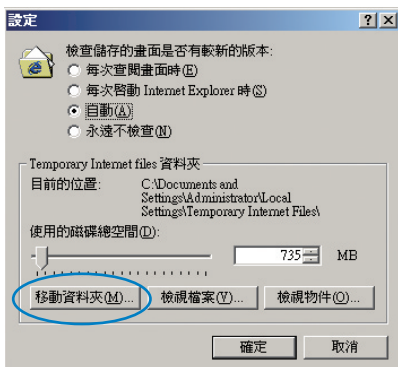 設定
檢查儲存的畫面是否有較新的版本:
每次查閱畫面時(E)
每次啓動 Internet Explorer 時(S)
自動(A)
永遠不檢查(N)
Temporary Internet files 資料夾
目前的位置: C:\Documents and
Settings\Administrator\Local
Settings\Temporary Internet Files\
使用的磁碟總空間(D):
735 MB
移動資料夾(M)... 檢視檔案(V)... 檢視物件(O)...
確定 取消